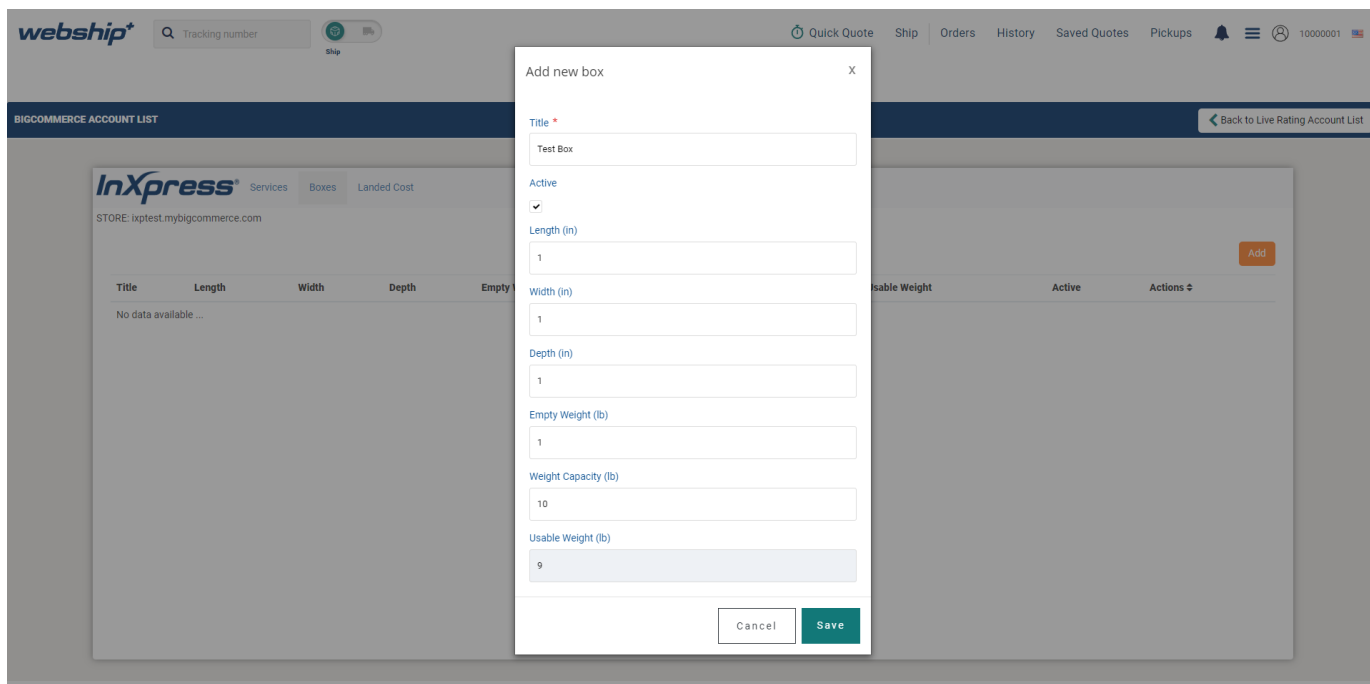 webship+
Tracking number
Ship
Quick Quote Ship Orders History Saved Quotes Pickups 10000001
BIGCOMMERCE ACCOUNT LIST
Back to Live Rating Account List
InXpress® Services Boxes Landed Cost
STORE: ixptest.mybigcommerce.com
Add
Title Length Width Depth Empty Usable Weight Active Actions
No data available ...
Add new box X
Title *
Test Box
Active
Length (in)
1
Width (in)
1
Depth (in)
1
Empty Weight (lb)
1
Weight Capacity (lb)
10
Usable Weight (lb)
9
Cancel Save